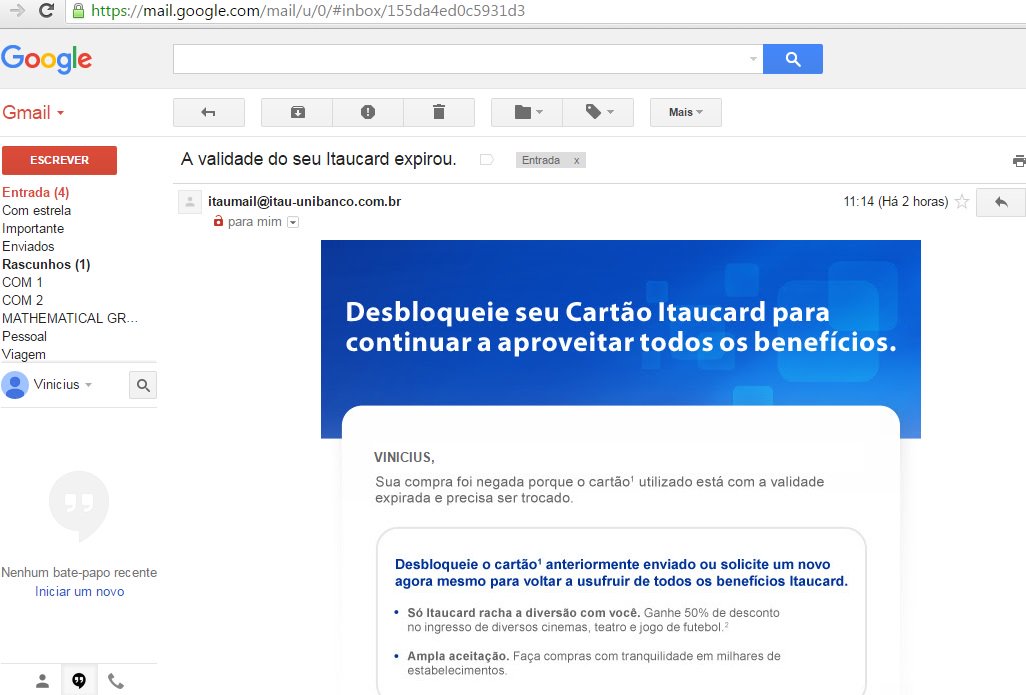 https://mail.google.com/mail/u/0/#inbox/155da4ed0c5931d3
Google
Gmail
Mais
ESCREVER
A validade do seu Itaucard expirou.
Entrada x
Entrada (4)
Com estrela
Importante
Enviados
Rascunhos (1)
COM 1
COM 2
MATHEMATICAL GR...
Pessoal
Viagem
Vinicius
Nenhum bate-papo recente
Iniciar um novo
itaumail@itau-unibanco.com.br
11:14 (Há 2 horas)
para mim
Desbloqueie seu Cartão Itaucard para
continuar a aproveitar todos os benefícios.
VINICIUS,
Sua compra foi negada porque o cartão¹ utilizado está com a validade
expirada e precisa ser trocado.
Desbloqueie o cartão¹ anteriormente enviado ou solicite um novo
agora mesmo para voltar a usufruir de todos os benefícios Itaucard.
• Só Itaucard racha a diversão com você. Ganhe 50% de desconto
no ingresso de diversos cinemas, teatro e jogo de futebol.²
• Ampla aceitação. Faça compras com tranquilidade em milhares de
estabelecimentos.